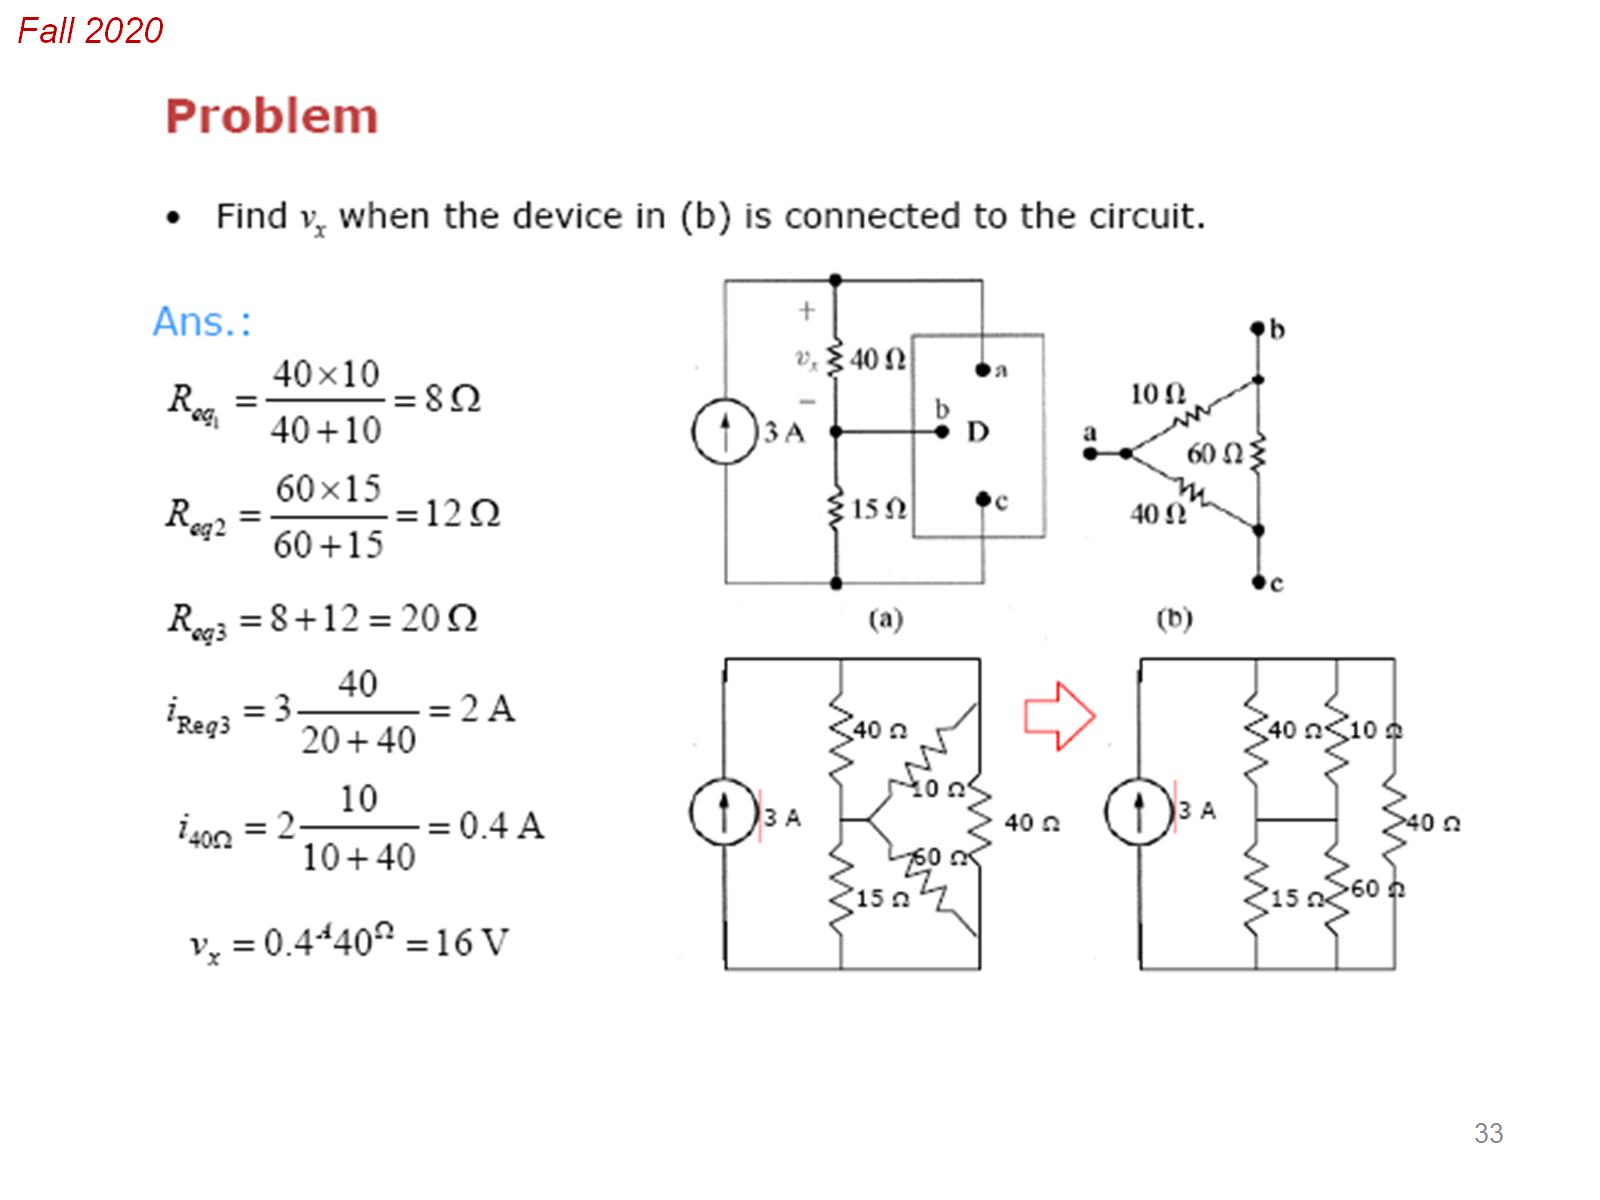 Fall 2020
Problem
• Find vₓ when the device in (b) is connected to the circuit.
Ans.:
R_eq₁ = 40×10 / 40+10 = 8 Ω
R_eq2 = 60×15 / 60+15 = 12 Ω
R_eq3 = 8+12 = 20 Ω
i_Req3 = 3 40 / 20+40 = 2 A
i_40Ω = 2 10 / 10+40 = 0.4 A
vₓ = 0.4^A 40^Ω = 16 V
+
vₓ
−
40 Ω
3 A
15 Ω
a
b
D
c
(a)
b
10 Ω
a
60 Ω
40 Ω
c
(b)
40 Ω
10 Ω
3 A
40 Ω
60 Ω
15 Ω
40 Ω
10 Ω
3 A
40 Ω
15 Ω
60 Ω
33